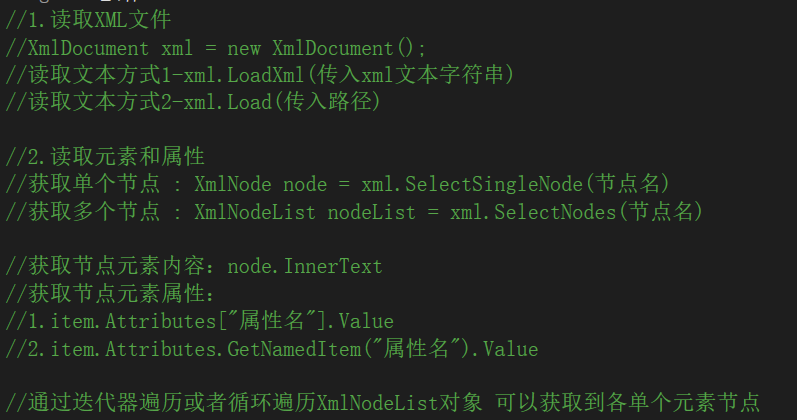 //1.读取XML文件
//XmlDocument xml = new XmlDocument();
//读取文本方式1-xml.LoadXml(传入xml文本字符串)
//读取文本方式2-xml.Load(传入路径)
//2.读取元素和属性
//获取单个节点 : XmlNode node = xml.SelectSingleNode(节点名)
//获取多个节点 : XmlNodeList nodeList = xml.SelectNodes(节点名)
//获取节点元素内容：node.InnerText
//获取节点元素属性：
//1.item.Attributes["属性名"].Value
//2.item.Attributes.GetNamedItem("属性名").Value
//通过迭代器遍历或者循环遍历XmlNodeList对象 可以获取到各单个元素节点